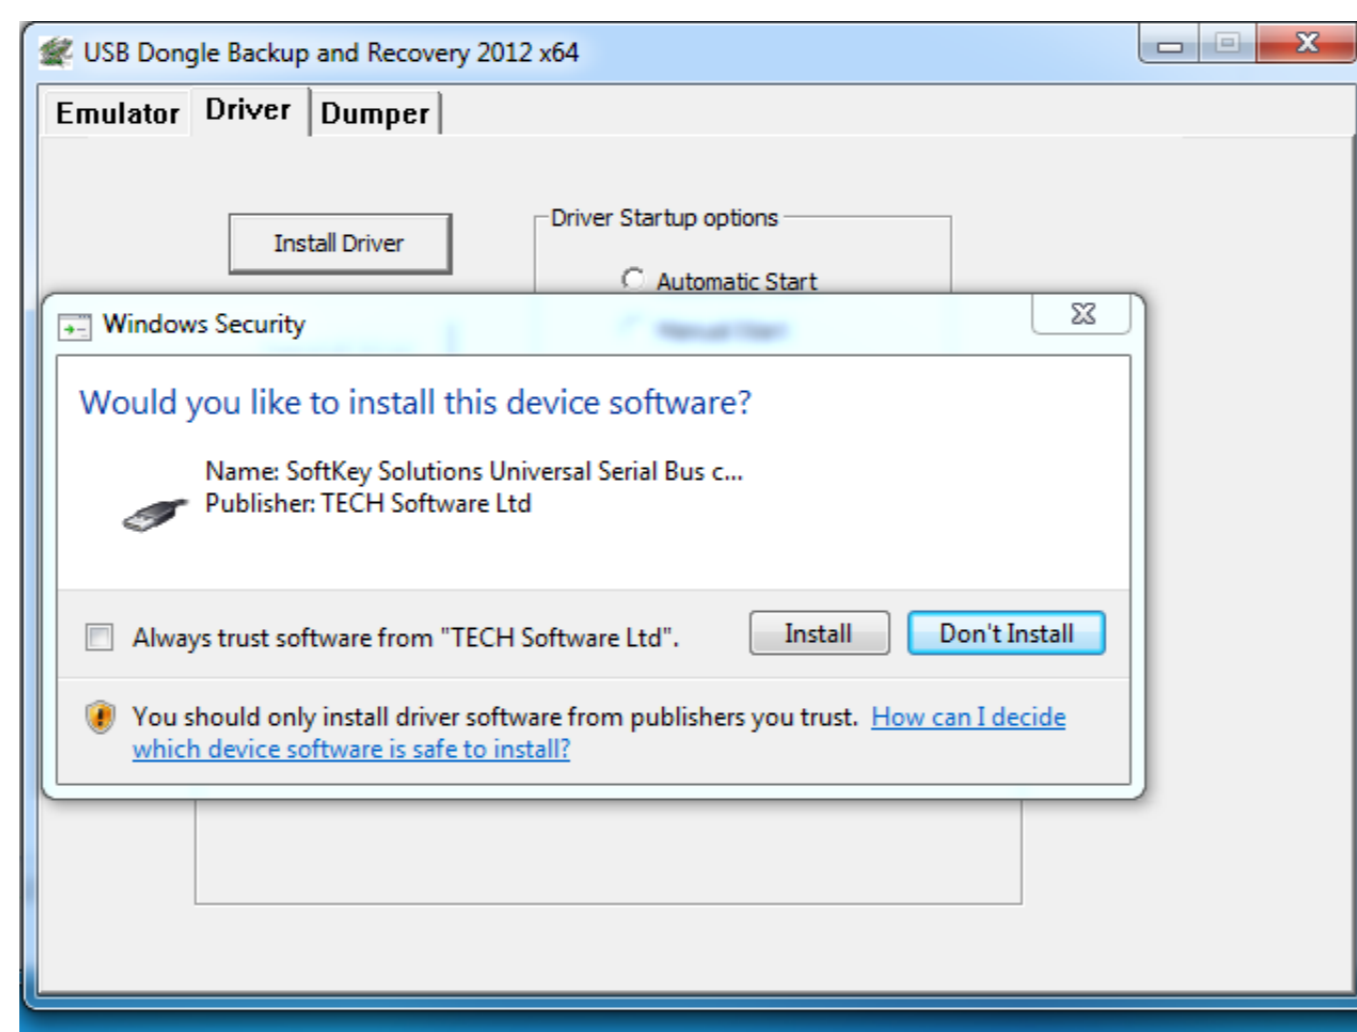 USB Dongle Backup and Recovery 2012 x64
Emulator Driver Dumper
Install Driver
Driver Startup options
Automatic Start
Manual Start
Windows Security
Would you like to install this device software?
Name: SoftKey Solutions Universal Serial Bus c...
Publisher: TECH Software Ltd
Always trust software from "TECH Software Ltd".
Install
Don't Install
You should only install driver software from publishers you trust. How can I decide
which device software is safe to install?